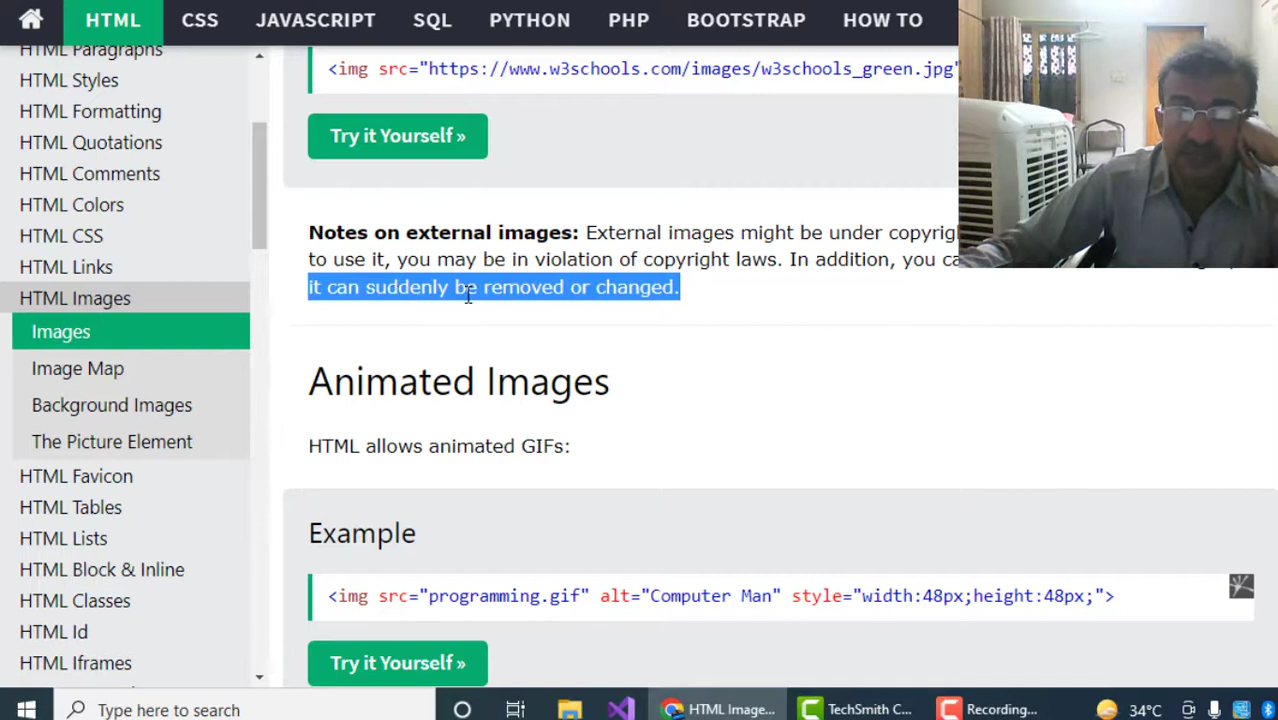 HTML CSS JAVASCRIPT SQL PYTHON PHP BOOTSTRAP HOW TO
HTML Paragraphs
HTML Styles
HTML Formatting
HTML Quotations
HTML Comments
HTML Colors
HTML CSS
HTML Links
HTML Images
Images
Image Map
Background Images
The Picture Element
HTML Favicon
HTML Tables
HTML Lists
HTML Block & Inline
HTML Classes
HTML Id
HTML Iframes
<img src="https://www.w3schools.com/images/w3schools_green.jpg"
Try it Yourself »
Notes on external images: External images might be under
to use it, you may be in violation of copyright laws. In addition, you
it can suddenly be removed or changed.
Animated Images
HTML allows animated GIFs:
Example
<img src="programming.gif" alt="Computer Man" style="width:48px;height:48px;">
Try it Yourself »
Type here to search
HTML Image...
TechSmith C...
Recording...
34°C